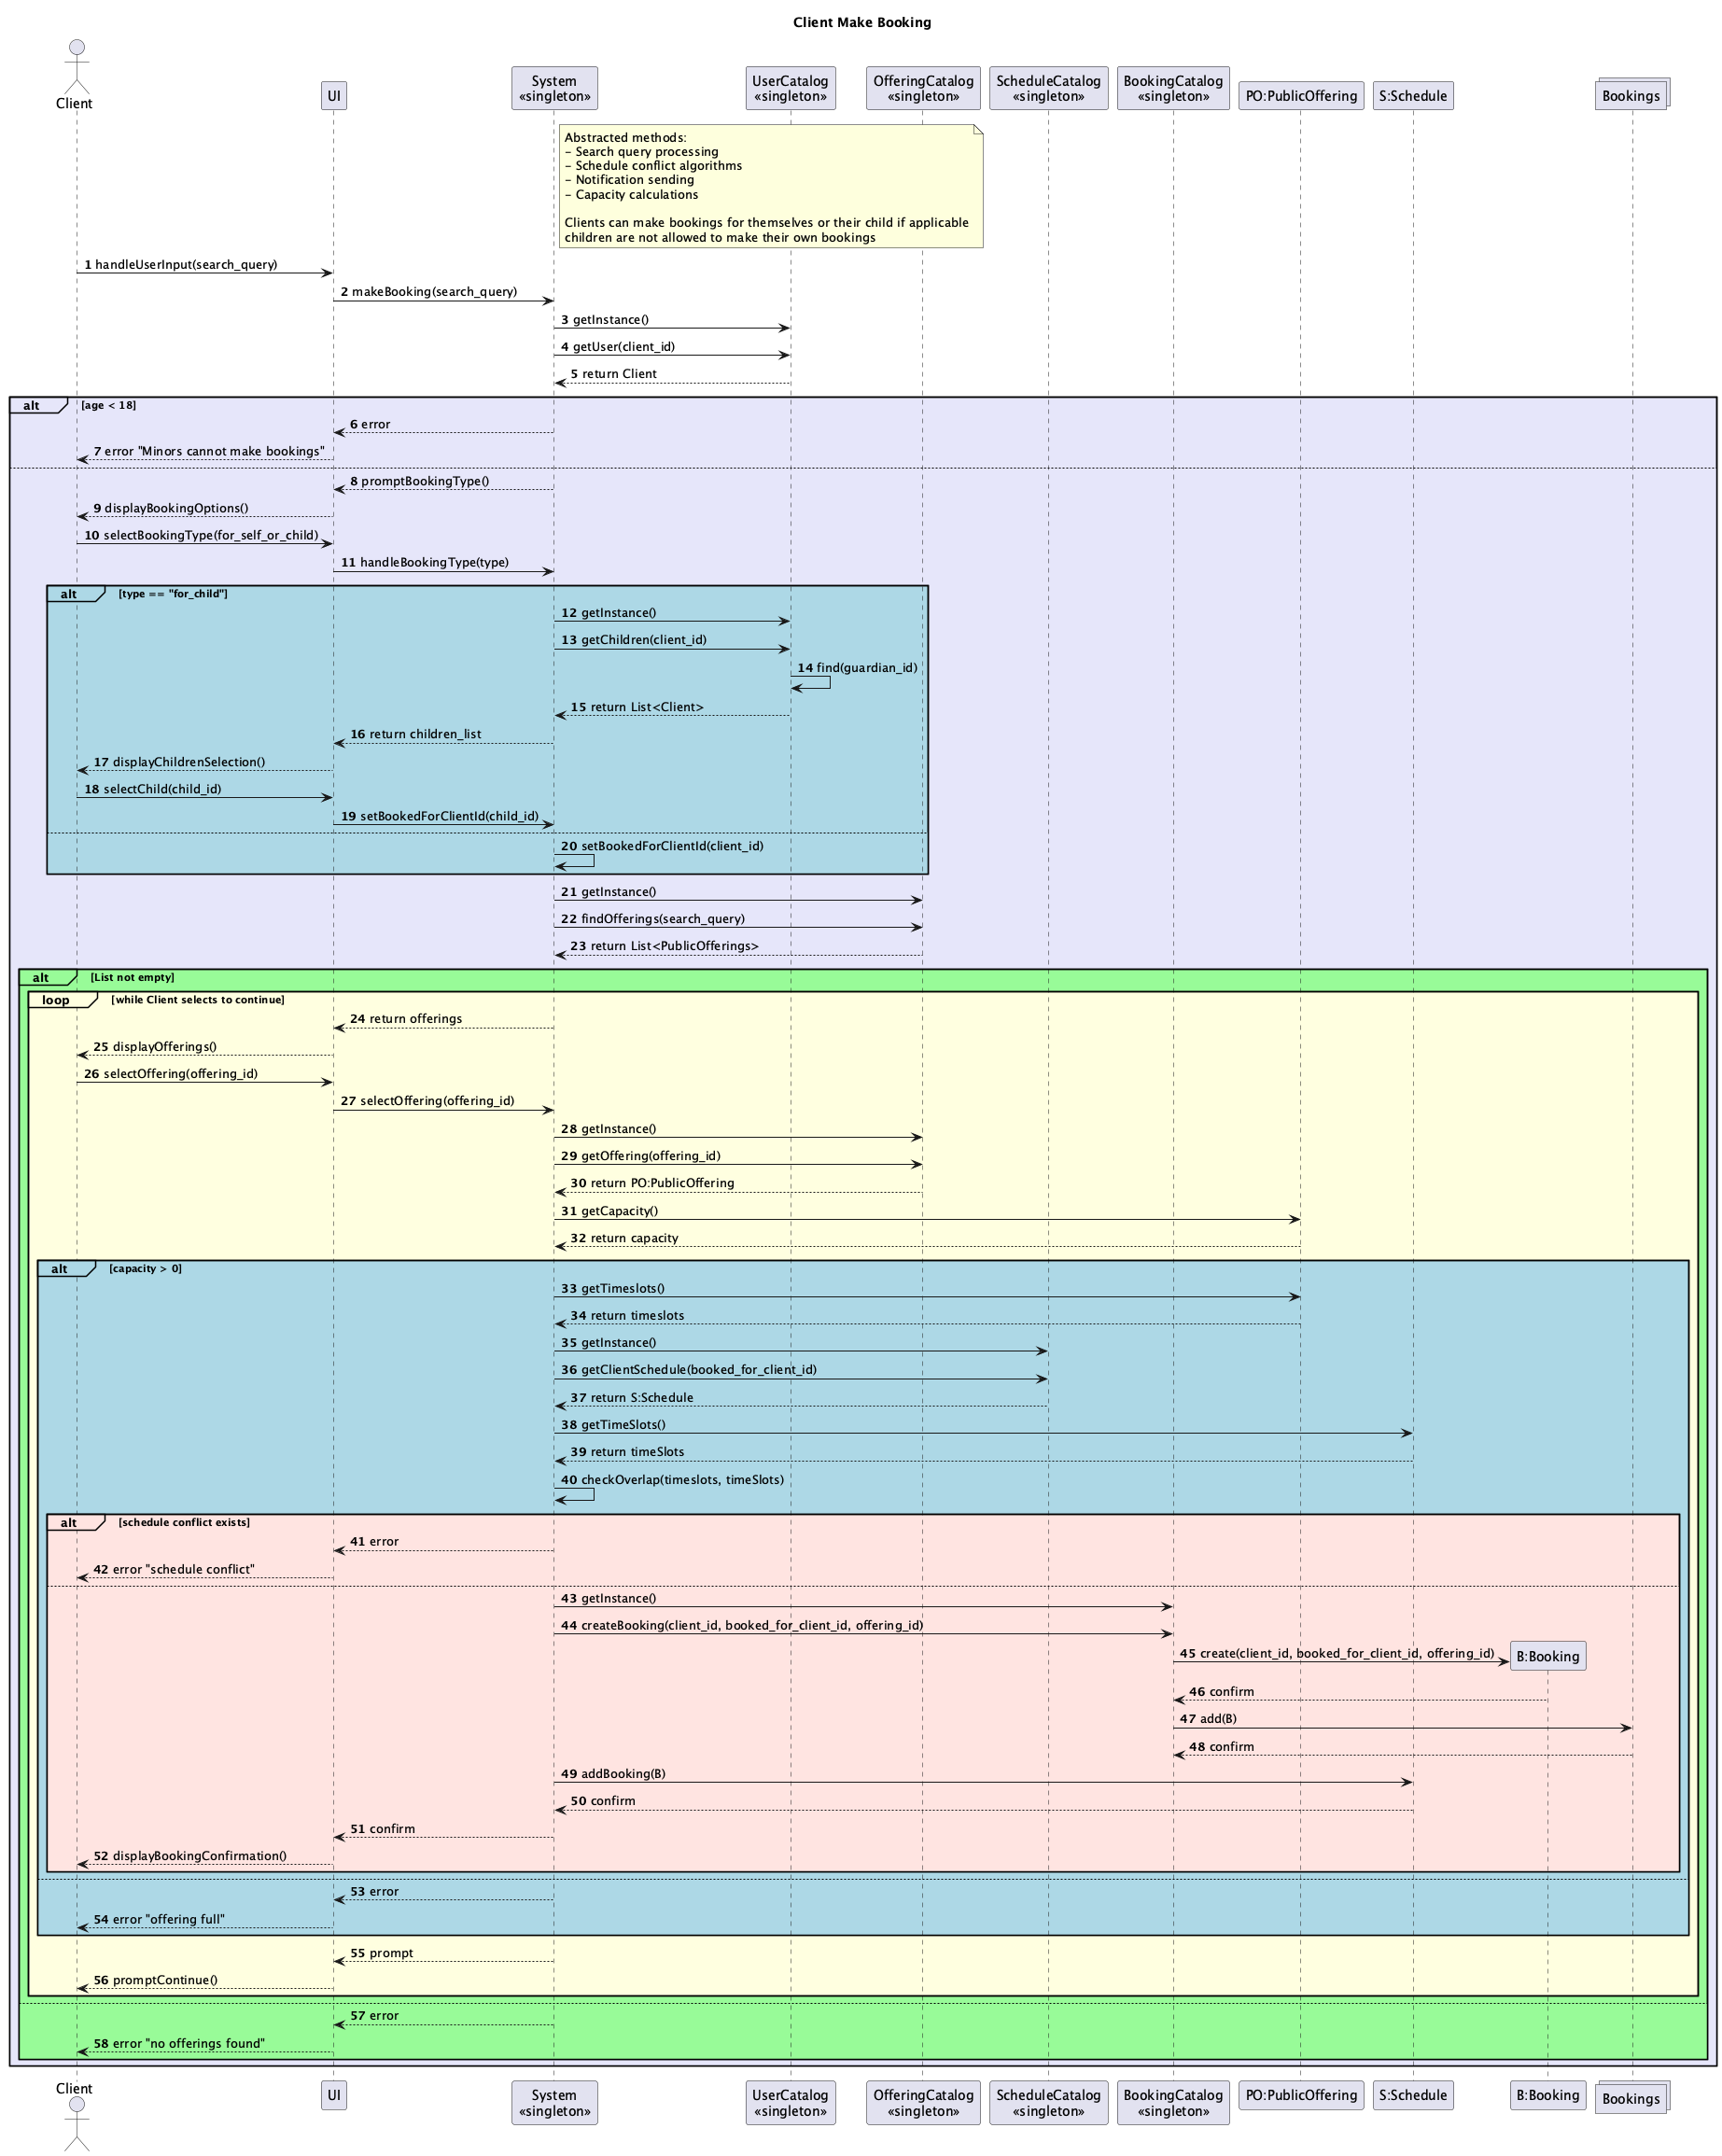 Client Make Booking
Client
UI
System
«singleton»
UserCatalog
«singleton»
OfferingCatalog
«singleton»
ScheduleCatalog
«singleton»
BookingCatalog
«singleton»
PO:PublicOffering
S:Schedule
Bookings
Abstracted methods:
- Search query processing
- Schedule conflict algorithms
- Notification sending
- Capacity calculations
Clients can make bookings for themselves or their child if applicable
children are not allowed to make their own bookings
1 handleUserInput(search_query)
2 makeBooking(search_query)
3 getInstance()
4 getUser(client_id)
5 return Client
alt [age < 18]
6 error
7 error "Minors cannot make bookings"
8 promptBookingType()
9 displayBookingOptions()
10 selectBookingType(for_self_or_child)
11 handleBookingType(type)
alt [type == "for_child"]
12 getInstance()
13 getChildren(client_id)
14 find(guardian_id)
15 return List<Client>
16 return children_list
17 displayChildrenSelection()
18 selectChild(child_id)
19 setBookedForClientId(child_id)
20 setBookedForClientId(client_id)
21 getInstance()
22 findOfferings(search_query)
23 return List<PublicOfferings>
alt [List not empty]
loop [while Client selects to continue]
24 return offerings
25 displayOfferings()
26 selectOffering(offering_id)
27 selectOffering(offering_id)
28 getInstance()
29 getOffering(offering_id)
30 return PO:PublicOffering
31 getCapacity()
32 return capacity
alt [capacity > 0]
33 getTimeslots()
34 return timeslots
35 getInstance()
36 getClientSchedule(booked_for_client_id)
37 return S:Schedule
38 getTimeSlots()
39 return timeSlots
40 checkOverlap(timeslots, timeSlots)
alt [schedule conflict exists]
41 error
42 error "schedule conflict"
43 getInstance()
44 createBooking(client_id, booked_for_client_id, offering_id)
45 create(client_id, booked_for_client_id, offering_id)
B:Booking
46 confirm
47 add(B)
48 confirm
49 addBooking(B)
50 confirm
51 confirm
52 displayBookingConfirmation()
53 error
54 error "offering full"
55 prompt
56 promptContinue()
57 error
58 error "no offerings found"
Client
UI
System
«singleton»
UserCatalog
«singleton»
OfferingCatalog
«singleton»
ScheduleCatalog
«singleton»
BookingCatalog
«singleton»
PO:PublicOffering
S:Schedule
B:Booking
Bookings